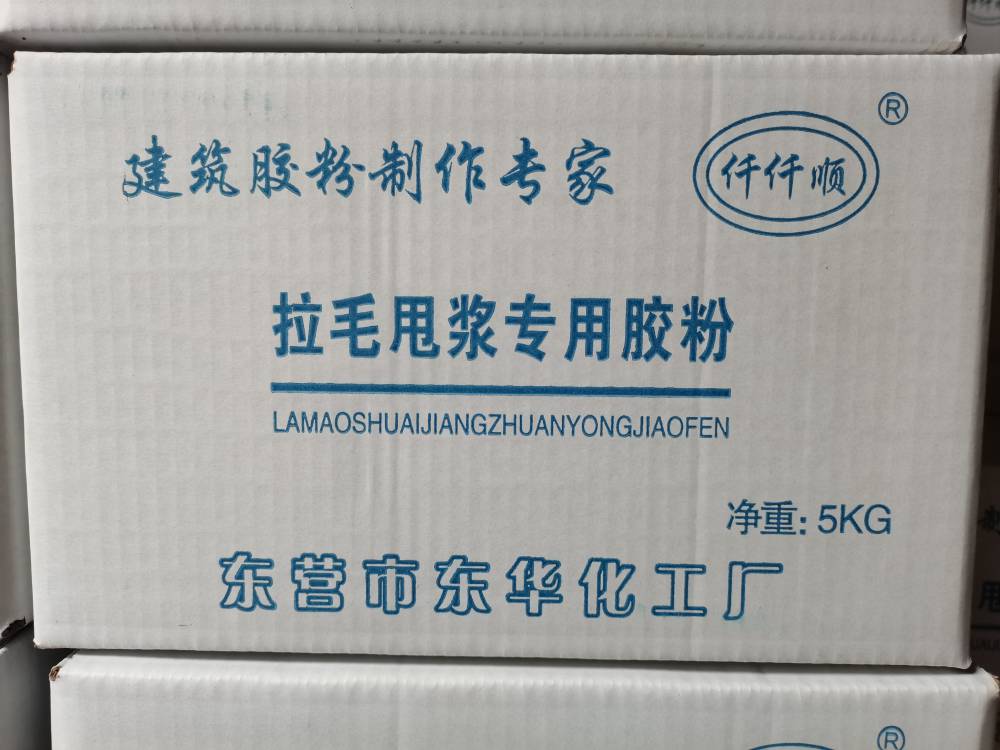 建筑胶粉制作专家
仟仟顺
®
拉毛甩浆专用胶粉
LAMAOSHUAIJIANGZHUANYONGJIAOFEN
净重: 5KG
东营市东华化工厂
®